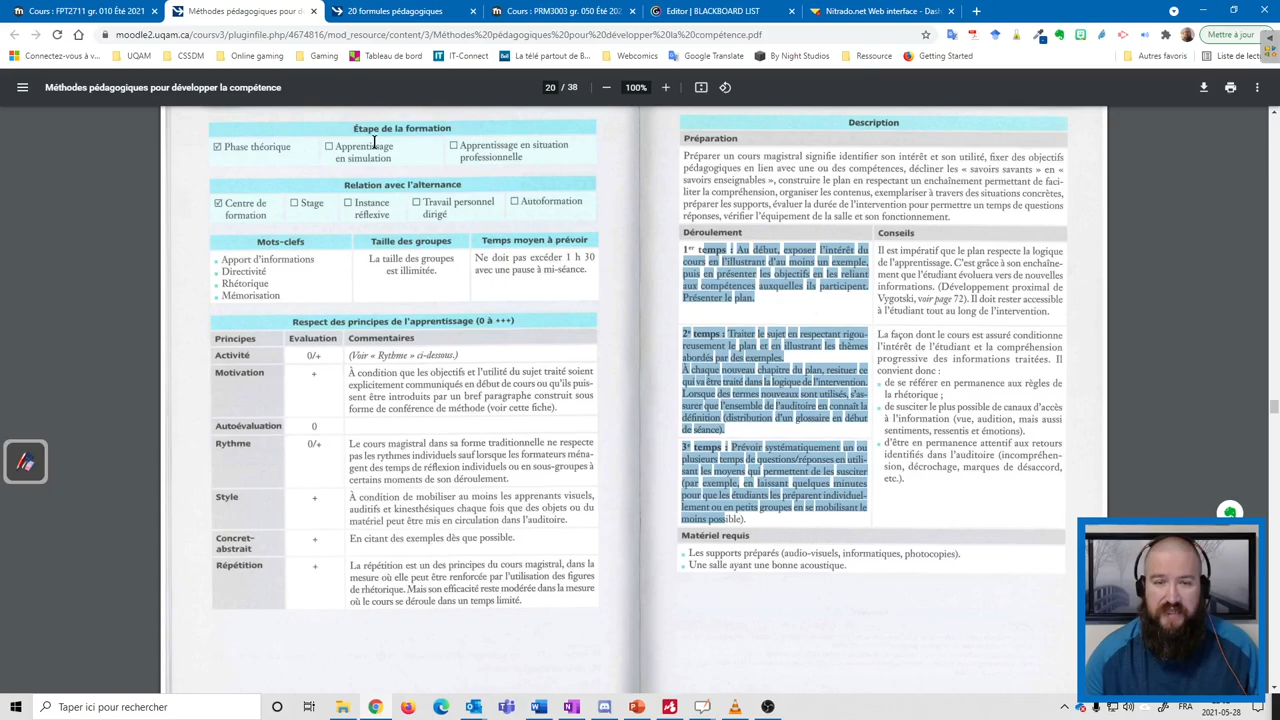 Cours : FPT2711 gr. 010 Été 2021
Méthodes pédagogiques pour d
20 formules pédagogiques
Cours : PRM3003 gr. 050 Été 202
Editor | BLACKBOARD LIST
Nitrado.net Web interface - Dash
moodle2.uqam.ca/coursv3/pluginfile.php/4674816/mod_resource/content/3/Méthodes%20pédagogiques%20pour%20développer%20la%20compétence.pdf
Mettre à jour
Connectez-vous à v...
UQAM
CSSDM
Online gaming
Gaming
Tableau de bord
IT-Connect
La télé partout de B...
Webcomics
Google Translate
By Night Studios
Ressource
Getting Started
Autres favoris
Liste de lectu
Méthodes pédagogiques pour développer la compétence
20 / 38
100%
Étape de la formation
Phase théorique
Apprentissage
en simulation
Apprentissage en situation
professionnelle
Relation avec l'alternance
Centre de
formation
Stage
Instance
réflexive
Travail personnel
dirigé
Autoformation
Mots-clefs
Taille des groupes
Temps moyen à prévoir
• Apport d'informations
• Directivité
• Rhétorique
• Mémorisation
La taille des groupes
est illimitée.
Ne doit pas excéder 1 h 30
avec une pause à mi-séance.
Respect des principes de l'apprentissage (0 à +++)
Principes
Evaluation
Commentaires
Activité
0/+
(Voir « Rythme » ci-dessous.)
Motivation
+
À condition que les objectifs et l'utilité du sujet traité soient
explicitement communiqués en début de cours ou qu'ils puis-
sent être introduits par un bref paragraphe construit sous
forme de conférence de méthode (voir cette fiche).
Autoévaluation
0
Rythme
0/+
Le cours magistral dans sa forme traditionnelle ne respecte
pas les rythmes individuels sauf lorsque les formateurs ména-
gent des temps de réflexion individuels ou en sous-groupes à
certains moments de son déroulement.
Style
+
À condition de mobiliser au moins les apprenants visuels,
auditifs et kinesthésiques chaque fois que des objets ou du
matériel peut être mis en circulation dans l'auditoire.
Concret-
abstrait
+
En citant des exemples dès que possible.
Répétition
+
La répétition est un des principes du cours magistral, dans la
mesure où elle peut être renforcée par l'utilisation des figures
de rhétorique. Mais son efficacité reste modérée dans la mesure
où le cours se déroule dans un temps limité.
Description
Préparation
Préparer un cours magistral signifie identifier son intérêt et son utilité, fixer des objectifs
pédagogiques en lien avec une ou des compétences, décliner les « savoirs savants » en «
savoirs enseignables », construire le plan en respectant un enchaînement permettant de faci-
liter la compréhension, organiser les contenus, exemplariser à travers des situations concrètes,
préparer les supports, évaluer la durée de l'intervention pour permettre un temps de questions
réponses, vérifier l'équipement de la salle et son fonctionnement.
Déroulement
Conseils
1er temps : Au début, exposer l'intérêt du
cours en l'illustrant d'au moins un exemple,
puis en présenter les objectifs en les reliant
aux compétences auxquelles ils participent.
Présenter le plan.
Il est impératif que le plan respecte la logique
de l'apprentissage. C'est grâce à son enchaîne-
ment que l'étudiant évoluera vers de nouvelles
informations. (Développement proximal de
Vygotski, voir page 72). Il doit rester accessible
à l'étudiant tout au long de l'intervention.
2e temps : Traiter le sujet en respectant rigou-
reusement le plan et en illustrant les thèmes
abordés par des exemples.
À chaque nouveau chapitre du plan, resituer ce
qui va être traité dans la logique de l'intervention.
Lorsque des termes nouveaux sont utilisés, s'as-
surer que l'ensemble de l'auditoire en connaît la
définition (distribution d'un glossaire en début
de séance).
La façon dont le cours est assuré conditionne
l'intérêt de l'étudiant et la compréhension
progressive des informations traitées. Il
convient donc :
• de se référer en permanence aux règles de
la rhétorique ;
• de susciter le plus possible de canaux d'accès
à l'information (vue, audition, mais aussi
sentiments, ressentis et émotions).
• d'être en permanence attentif aux retours
identifiés dans l'auditoire (incompréhen-
sion, décrochage, marques de désaccord,
etc.).
3e temps : Prévoir systématiquement un ou
plusieurs temps de questions/réponses en utili-
sant les moyens qui permettent de les susciter
(par exemple, en laissant quelques minutes
pour que les étudiants les préparent individuel-
lement ou en petits groupes en se mobilisant le
moins possible).
Matériel requis
• Les supports préparés (audio-visuels, informatiques, photocopies).
• Une salle ayant une bonne acoustique.
Taper ici pour rechercher
FRA
2021-05-28